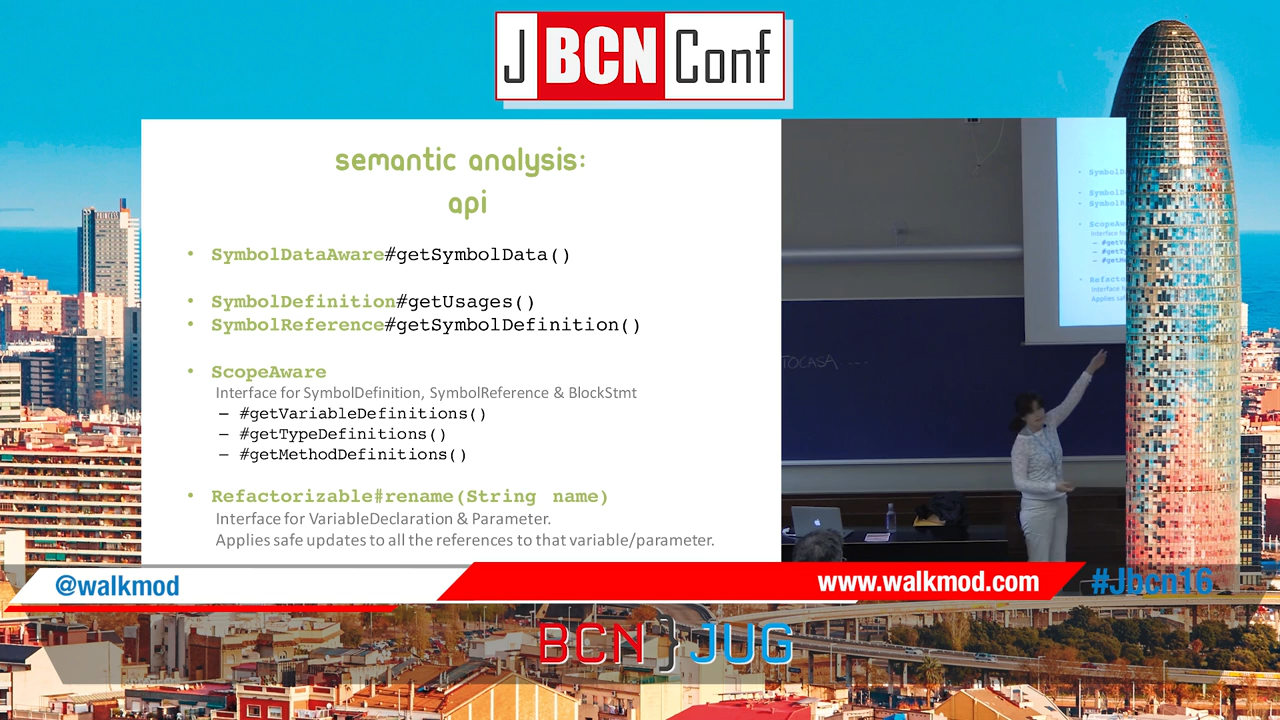 J BCN Conf
semantic analysis:
api
• SymbolDataAware#getSymbolData()
• SymbolDefinition#getUsages()
• SymbolReference#getSymbolDefinition()
• ScopeAware
Interface for SymbolDefinition, SymbolReference & BlockStmt
– #getVariableDefinitions()
– #getTypeDefinitions()
– #getMethodDefinitions()
• Refactorizable#rename(String name)
Interface for VariableDeclaration & Parameter.
Applies safe updates to all the references to that variable/parameter.
@walkmod
www.walkmod.com
#Jbcn16
BCN JUG